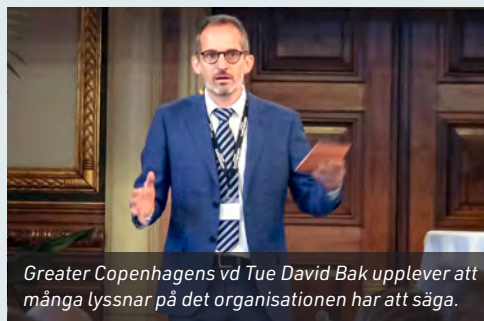 Greater Copenhagens vd Tue David Bak upplever att
många lyssnar på det organisationen har att säga.